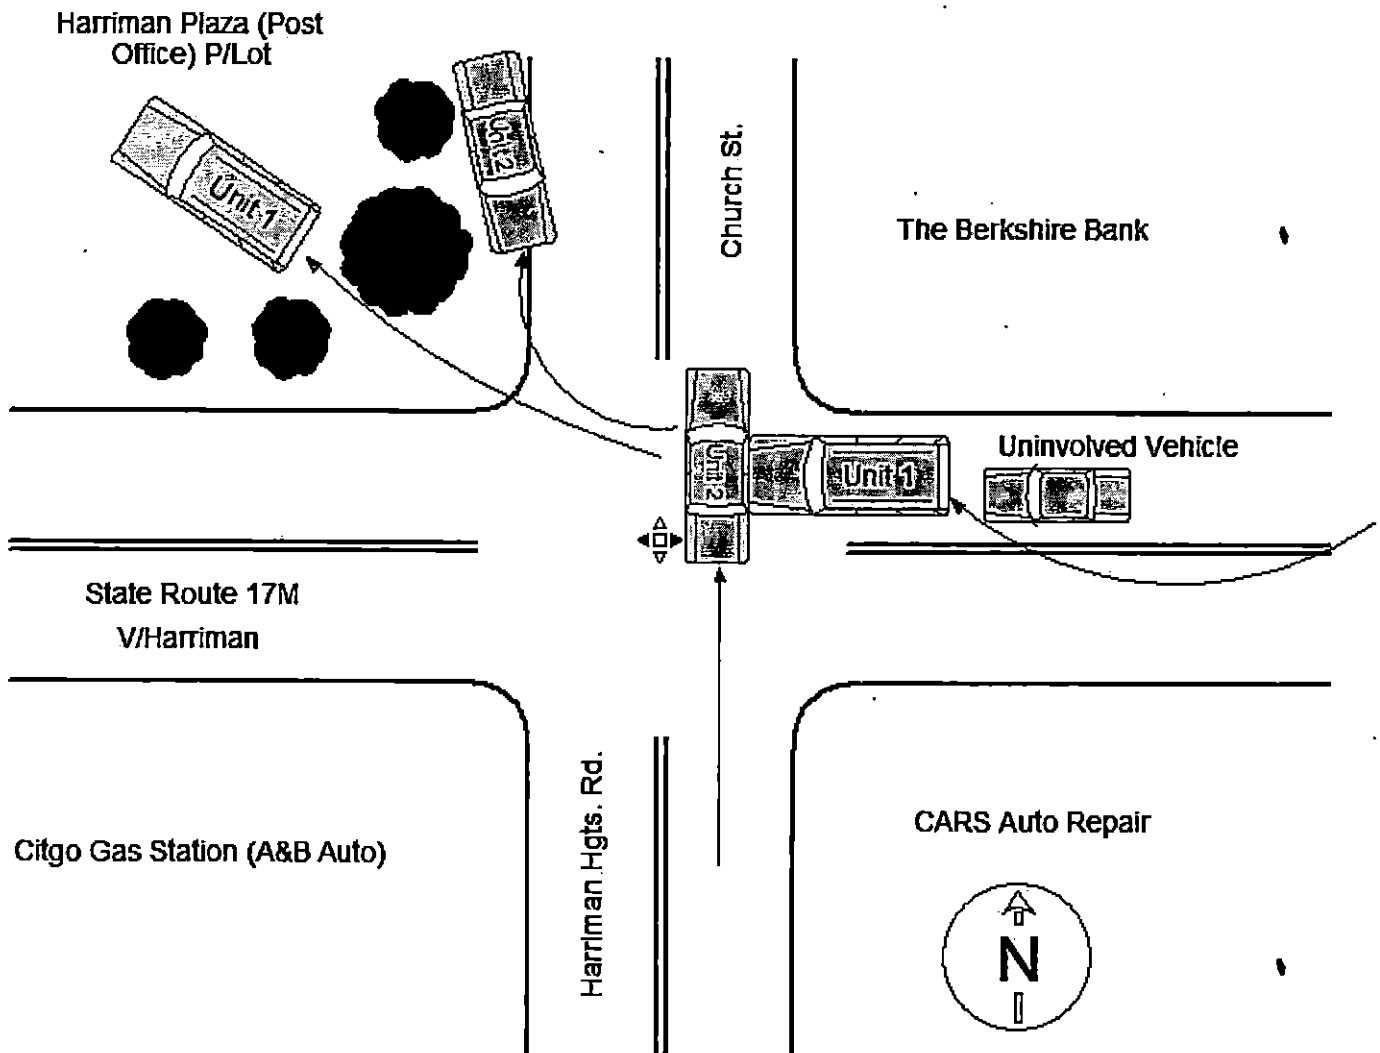 Harriman Plaza (Post
Office) P/Lot
Unit 2
Unit 1
Church St.
The Berkshire Bank
Uninvolved Vehicle
Unit 2
Unit 1
State Route 17M
V/Harriman
Harriman Hgts. Rd.
CARS Auto Repair
Citgo Gas Station (A&B Auto)
N